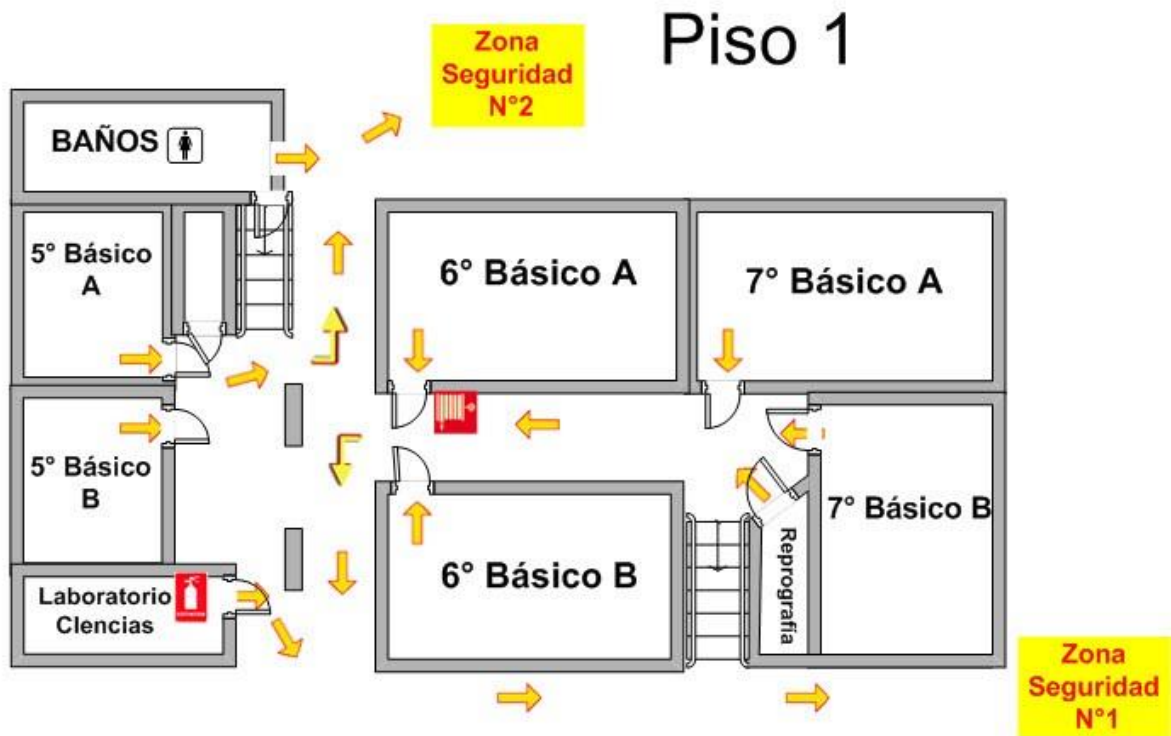 Piso 1
Zona
Seguridad
N°2
BAÑOS
5° Básico
A
6° Básico A
7° Básico A
5° Básico
B
6° Básico B
7° Básico B
Reprografía
Laboratorio
CIencias
Zona
Seguridad
N°1